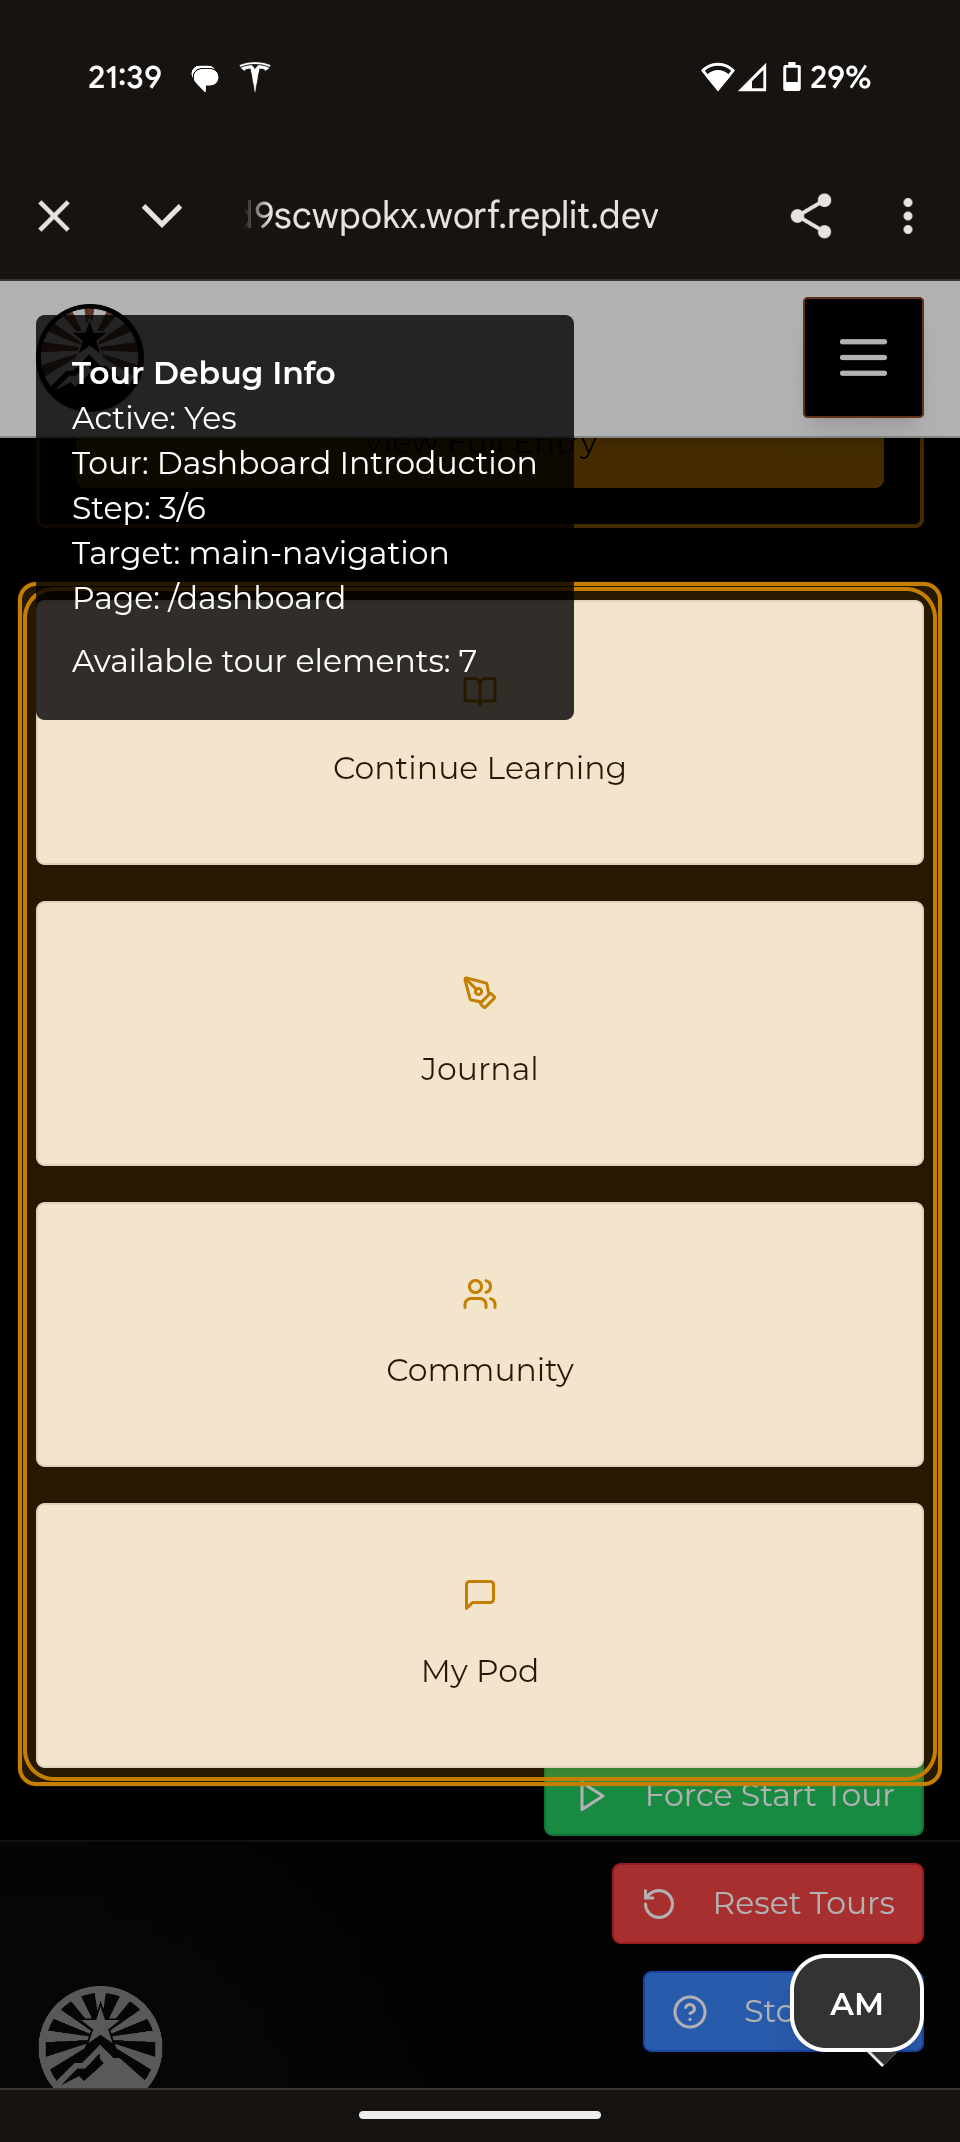 21:39
29%
9scwpokx.worf.replit.dev
Tour Debug Info
Active: Yes
Tour: Dashboard Introduction
View Full Entry
Step: 3/6
Target: main-navigation
Page: /dashboard
Available tour elements: 7
Continue Learning
Journal
Community
My Pod
Force Start Tour
Reset Tours
AM